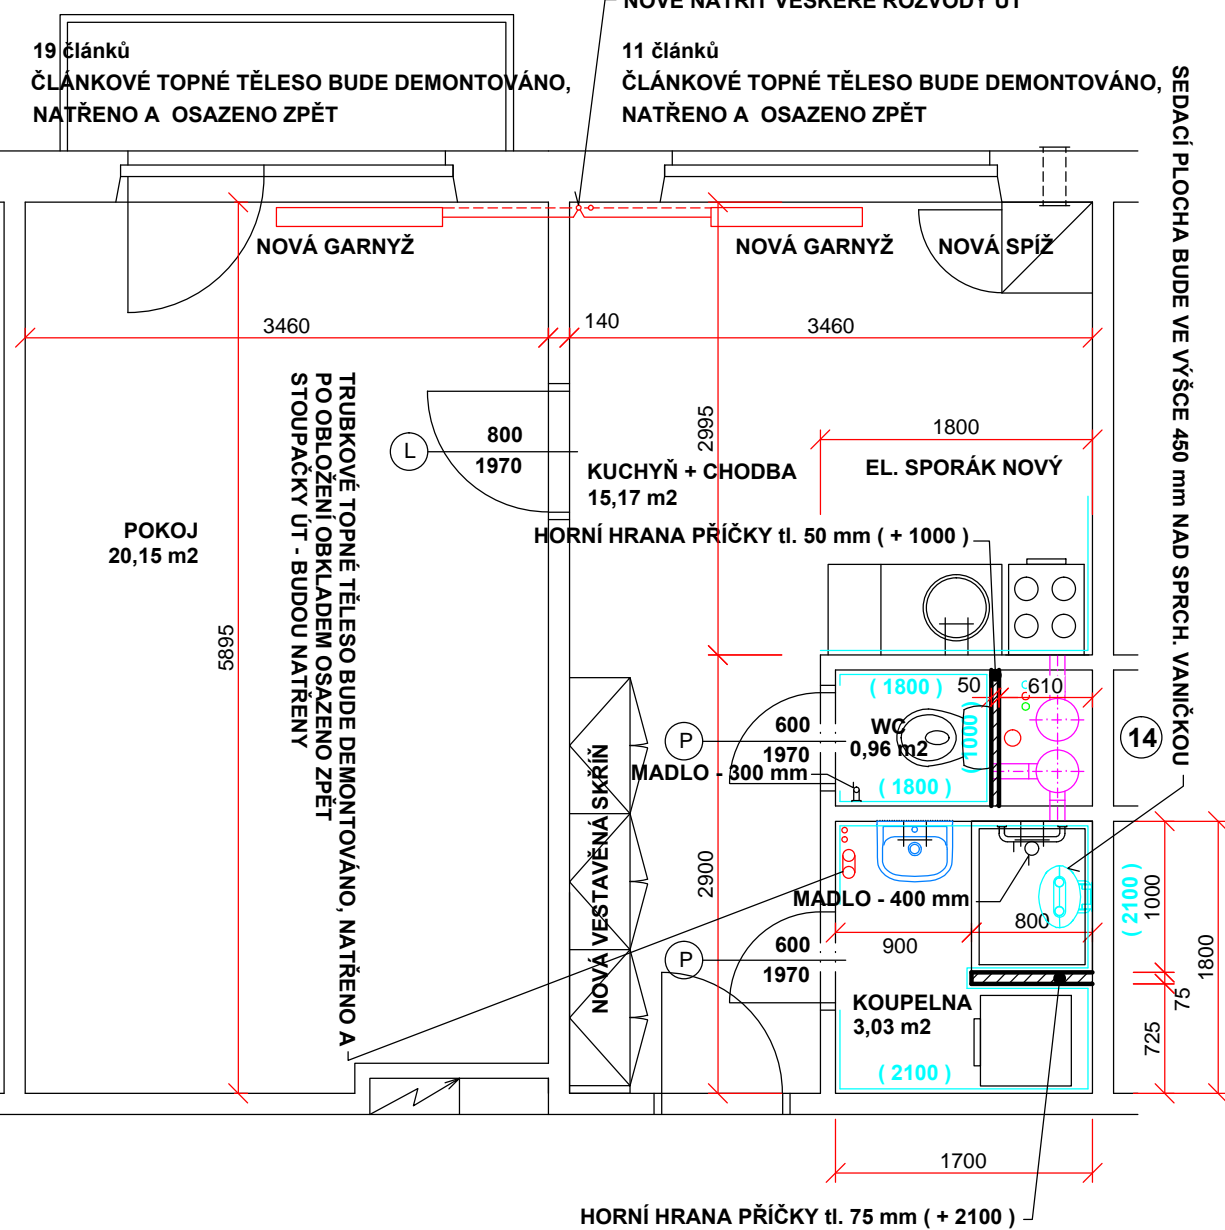 NOVĚ NATŘÍT VEŠKERÉ ROZVODY ÚT
19 článků
ČLÁNKOVÉ TOPNÉ TĚLESO BUDE DEMONTOVÁNO,
NATŘENO A OSAZENO ZPĚT
11 článků
ČLÁNKOVÉ TOPNÉ TĚLESO BUDE DEMONTOVÁNO,
NATŘENO A OSAZENO ZPĚT
SEDACÍ PLOCHA BUDE VE VÝŠCE 450 mm NAD SPRCH. VANIČKOU
NOVÁ GARNYŽ
NOVÁ GARNYŽ
NOVÁ SPÍŽ
3460
140
3460
TRUBKOVÉ TOPNÉ TĚLESO BUDE DEMONTOVÁNO, NATŘENO A
PO OBLOŽENÍ OBKLADEM OSAZENO ZPĚT
STOUPAČKY ÚT - BUDOU NATŘENY
2995
1800
L
800
1970
KUCHYŇ + CHODBA
15,17 m2
EL. SPORÁK NOVÝ
POKOJ
20,15 m2
HORNÍ HRANA PŘÍČKY tl. 50 mm ( + 1000 )
5895
( 1800 )
50
610
P
600
1970
WC
0,96 m2
( 1000 )
14
MADLO - 300 mm
( 1800 )
NOVÁ VESTAVĚNÁ SKŘÍŇ
2900
MADLO - 400 mm
( 2100 )
1000
900
800
1800
P
600
1970
KOUPELNA
3,03 m2
75
725
( 2100 )
1700
HORNÍ HRANA PŘÍČKY tl. 75 mm ( + 2100 )